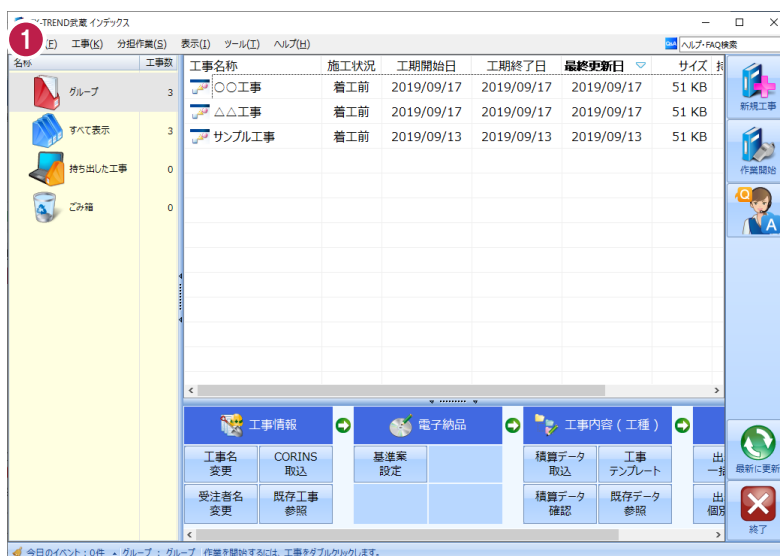 -TREND武蔵 インデックス
1
(F) 工事(K) 分担作業(S) 表示(I) ツール(T) ヘルプ(H) Q&A ヘルプ・FAQ検索
名称 工事数 工事名称 施工状況 工期開始日 工期終了日 最終更新日 サイズ 持
グループ 3
すべて表示 3
持ち出した工事 0
ごみ箱 0
○○工事 着工前 2019/09/17 2019/09/17 2019/09/17 51 KB
△△工事 着工前 2019/09/17 2019/09/17 2019/09/17 51 KB
サンプル工事 着工前 2019/09/13 2019/09/13 2019/09/13 51 KB
新規工事
作業開始
Q A
工事情報 電子納品 工事内容(工種)
工事名
変更
CORINS
取込
基準案
設定
積算データ
取込
工事
テンプレート
出
一括
受注者名
変更
既存工事
参照
積算データ
確認
既存データ
参照
出
個別
最新に更新
終了
今日のイベント:0件 グループ : グループ 作業を開始するには、工事をダブルクリックします。